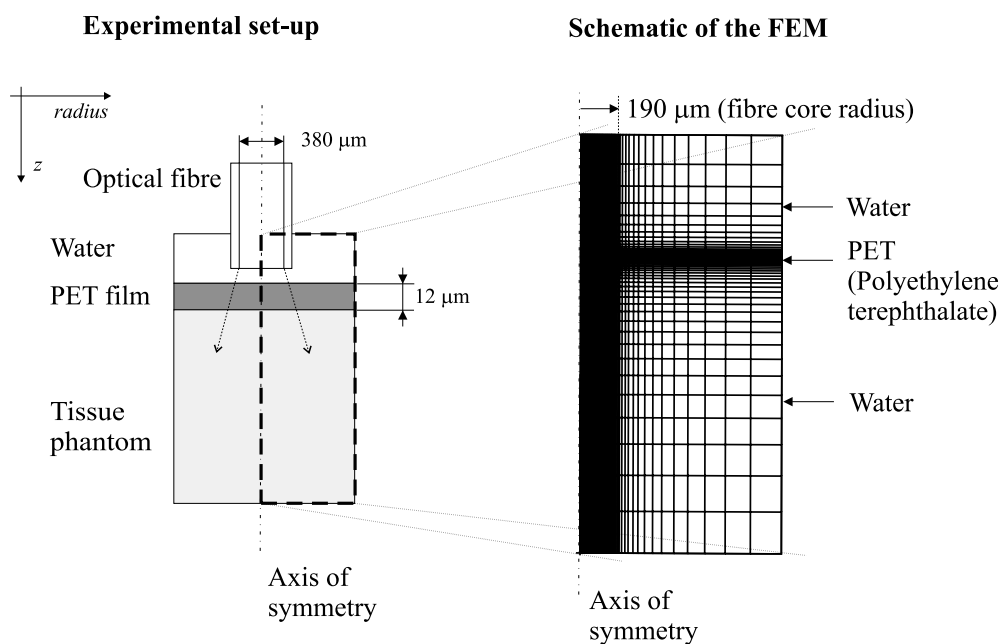 Experimental set-up
Schematic of the FEM
radius
z
380 μm
Optical fibre
Water
PET film
12 μm
Tissue
phantom
Axis of
symmetry
190 μm (fibre core radius)
Water
PET
(Polyethylene
terephthalate)
Water
Axis of
symmetry